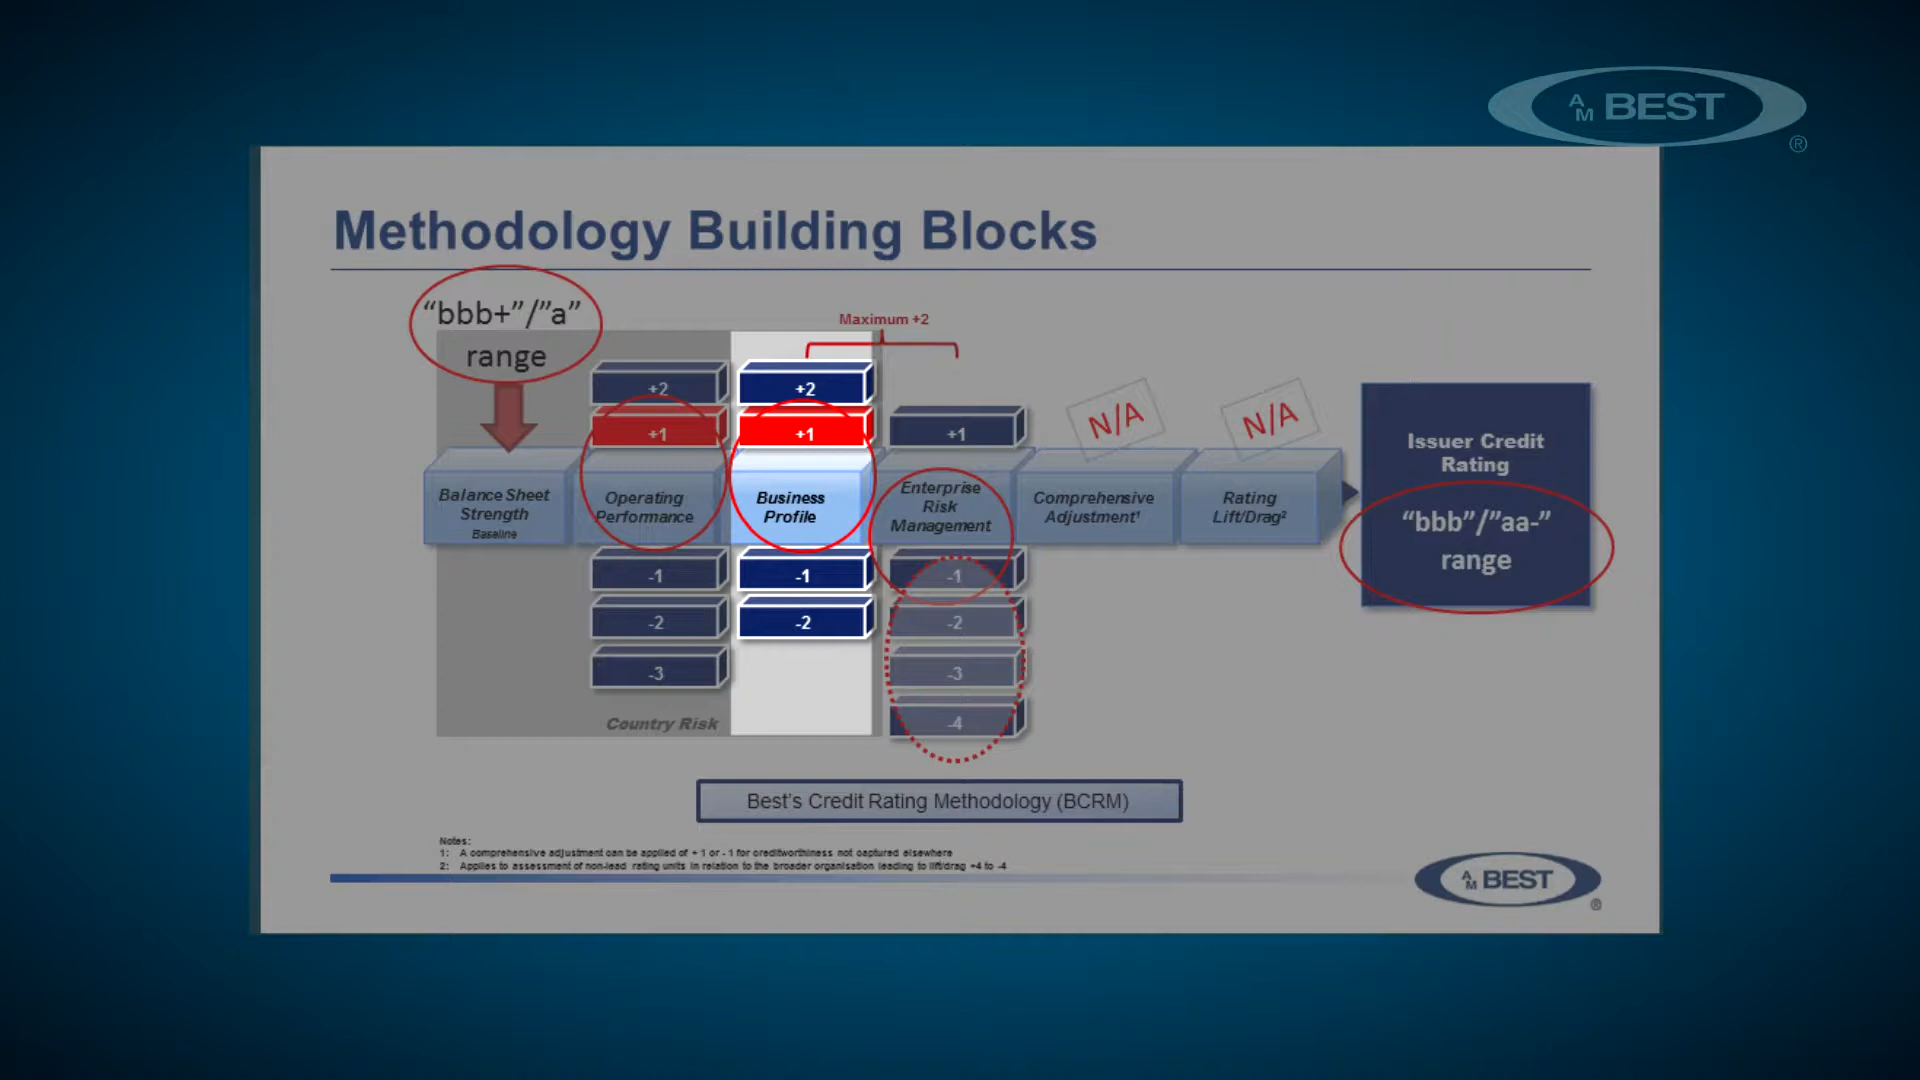 AM BEST
®
Methodology Building Blocks
“bbb+”/”a”
range
Maximum +2
+2
+2
+1
+1
+1
N/A
N/A
Balance Sheet
Strength
Baseline
Operating
Performance
Business
Profile
Enterprise
Risk
Management
Comprehensive
Adjustment¹
Rating
Lift/Drag²
Issuer Credit
Rating
“bbb”/”aa-”
range
-1
-1
-1
-2
-2
-2
-3
-3
-4
Country Risk
Best’s Credit Rating Methodology (BCRM)
Notes:
1: A comprehensive adjustment can be applied of + 1 or - 1 for creditworthiness not captured elsewhere
2: Applies to assessment of non-lead rating units in relation to the broader organisation leading to lift/drag +4 to -4
AM BEST
®